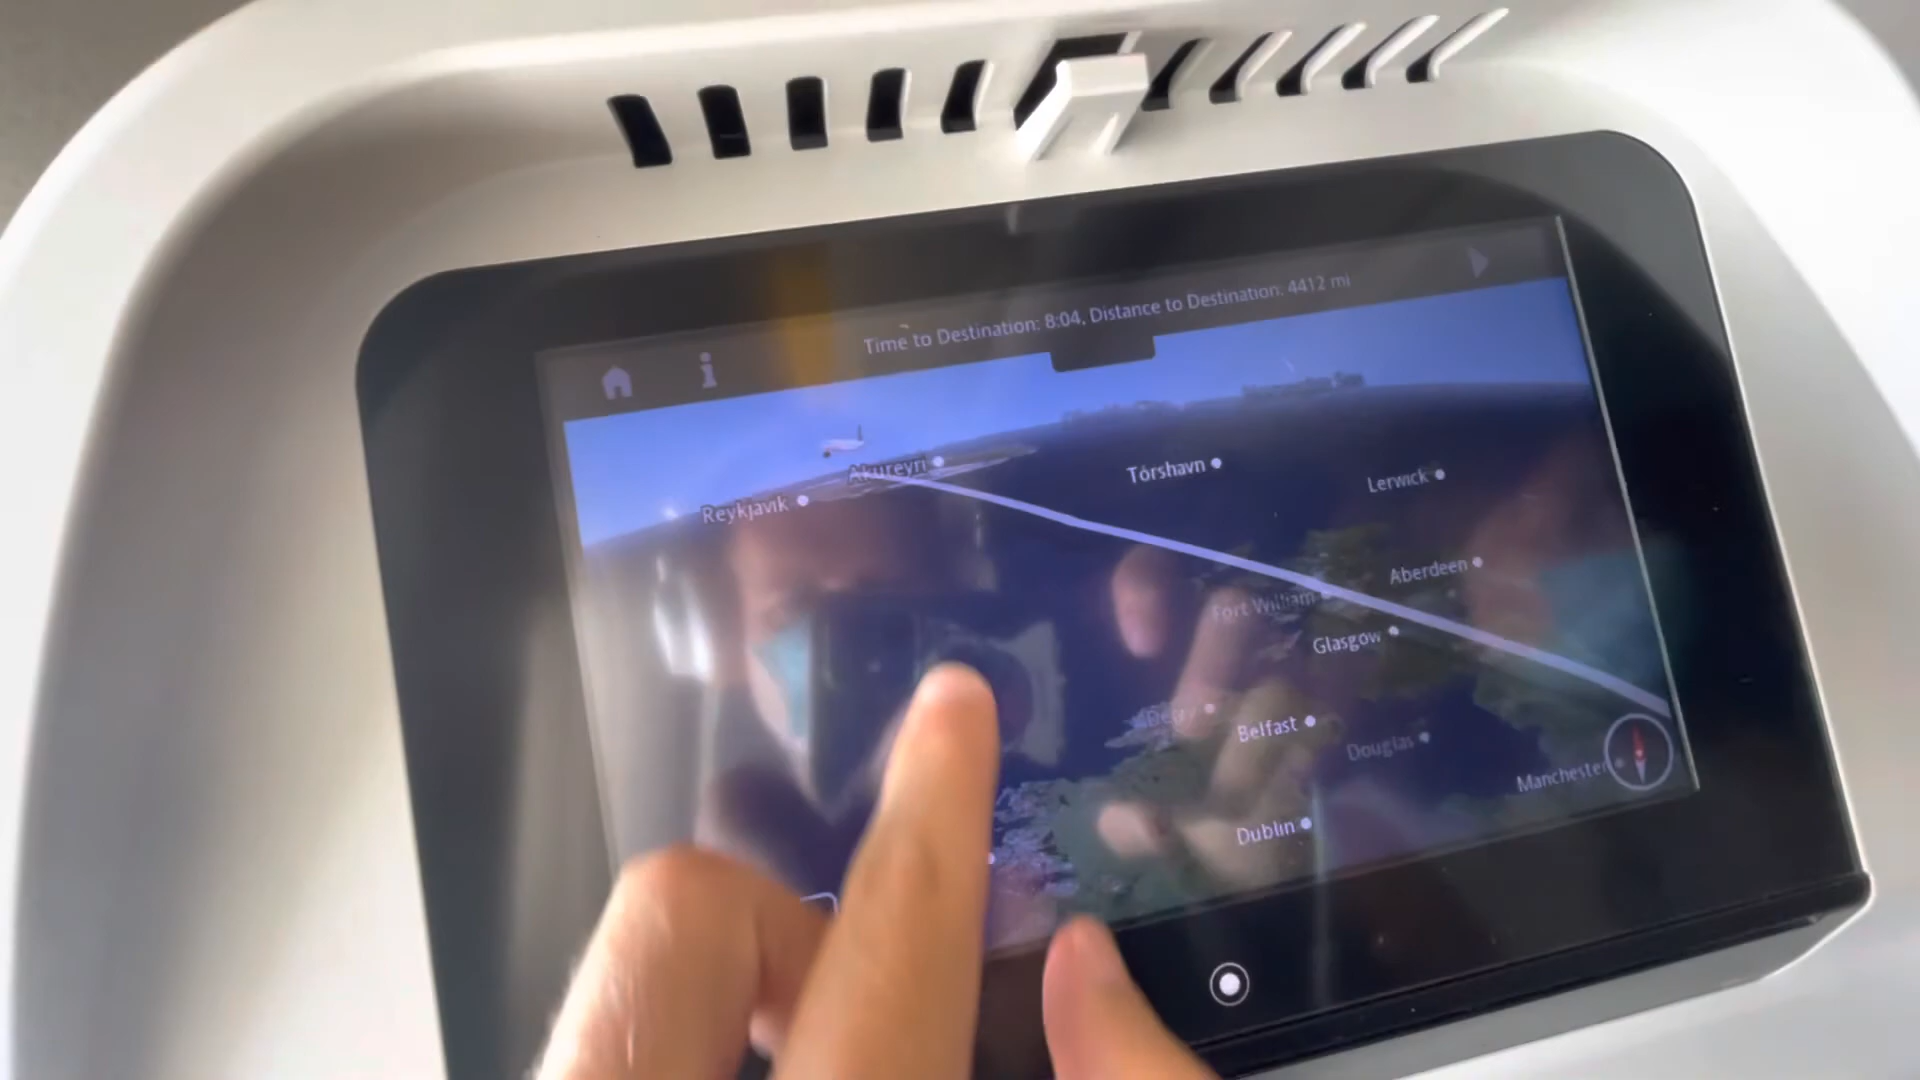 Time to Destination: 8:04, Distance to Destination: 4412 mi
Akureyri
Tórshavn
Lerwick
Reykjavik
Aberdeen
Fort William
Glasgow
Derry
Belfast
Douglas
Manchester
Dublin